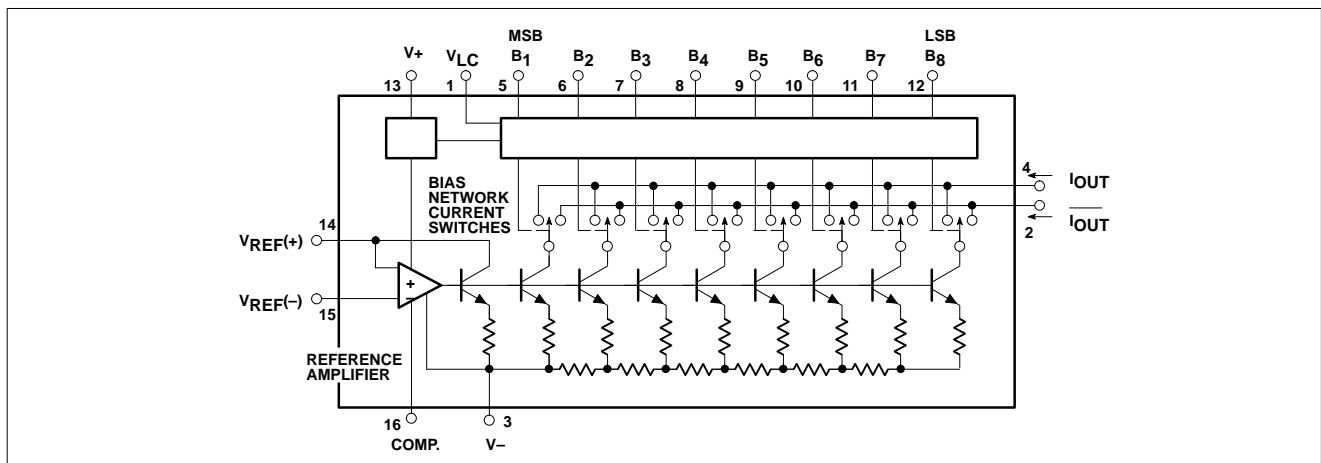 MSB LSB
V+ VLC B1 B2 B3 B4 B5 B6 B7 B8
13 1 5 6 7 8 9 10 11 12
BIAS
NETWORK
CURRENT
SWITCHES
4 IOUT
IOUT
2
14
VREF(+)
+
–
VREF(–)
15
REFERENCE
AMPLIFIER
16 3
COMP. V–